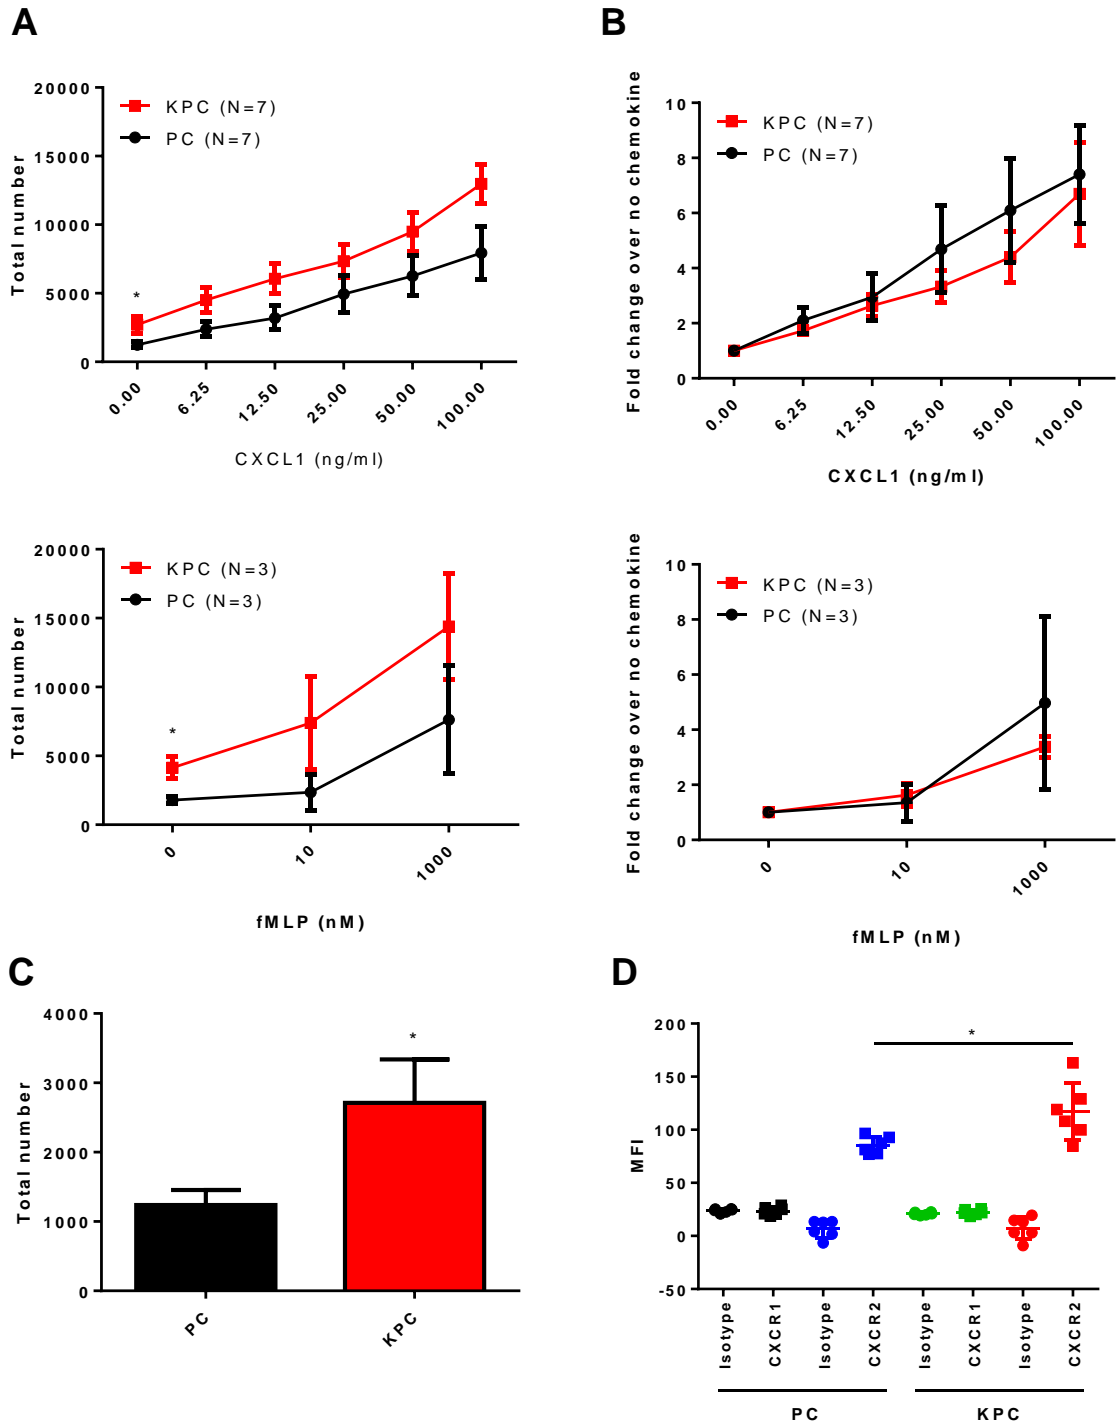 A
20000
15000
10000
5000
0
Total number
KPC (N=7)
PC (N=7)
*
0.00
6.25
12.50
25.00
50.00
100.00
CXCL1 (ng/ml)
B
10
8
6
4
2
0
Fold change over no chemokine
KPC (N=7)
PC (N=7)
0.00
6.25
12.50
25.00
50.00
100.00
CXCL1 (ng/ml)
20000
15000
10000
5000
0
Total number
KPC (N=3)
PC (N=3)
*
0
10
1000
fMLP (nM)
10
8
6
4
2
0
Fold change over no chemokine
KPC (N=3)
PC (N=3)
0
10
1000
fMLP (nM)
C
4000
3000
2000
1000
0
Total number
*
PC
KPC
D
200
150
100
50
0
-50
MFI
*
Isotype
CXCR1
Isotype
CXCR2
Isotype
CXCR1
Isotype
CXCR2
PC
KPC